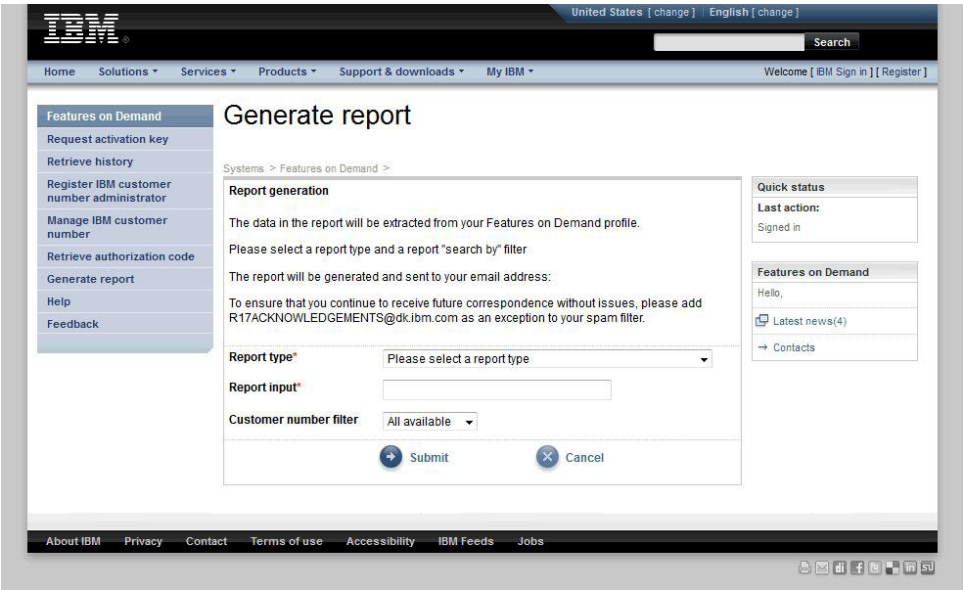 United States [ change ] | English [ change ]
IBM®
Search
Home Solutions Services Products Support & downloads My IBM Welcome [ IBM Sign in ] [ Register ]
Features on Demand
Request activation key
Retrieve history
Register IBM customer
number administrator
Manage IBM customer
number
Retrieve authorization code
Generate report
Help
Feedback
Generate report
Systems > Features on Demand >
Report generation
The data in the report will be extracted from your Features on Demand profile.
Please select a report type and a report "search by" filter
The report will be generated and sent to your email address:
To ensure that you continue to receive future correspondence without issues, please add
R17ACKNOWLEDGEMENTS@dk.ibm.com as an exception to your spam filter.
Report type* Please select a report type
Report input*
Customer number filter All available
Submit Cancel
Quick status
Last action:
Signed in
Features on Demand
Hello,
Latest news(4)
→ Contacts
About IBM Privacy Contact Terms of use Accessibility IBM Feeds Jobs